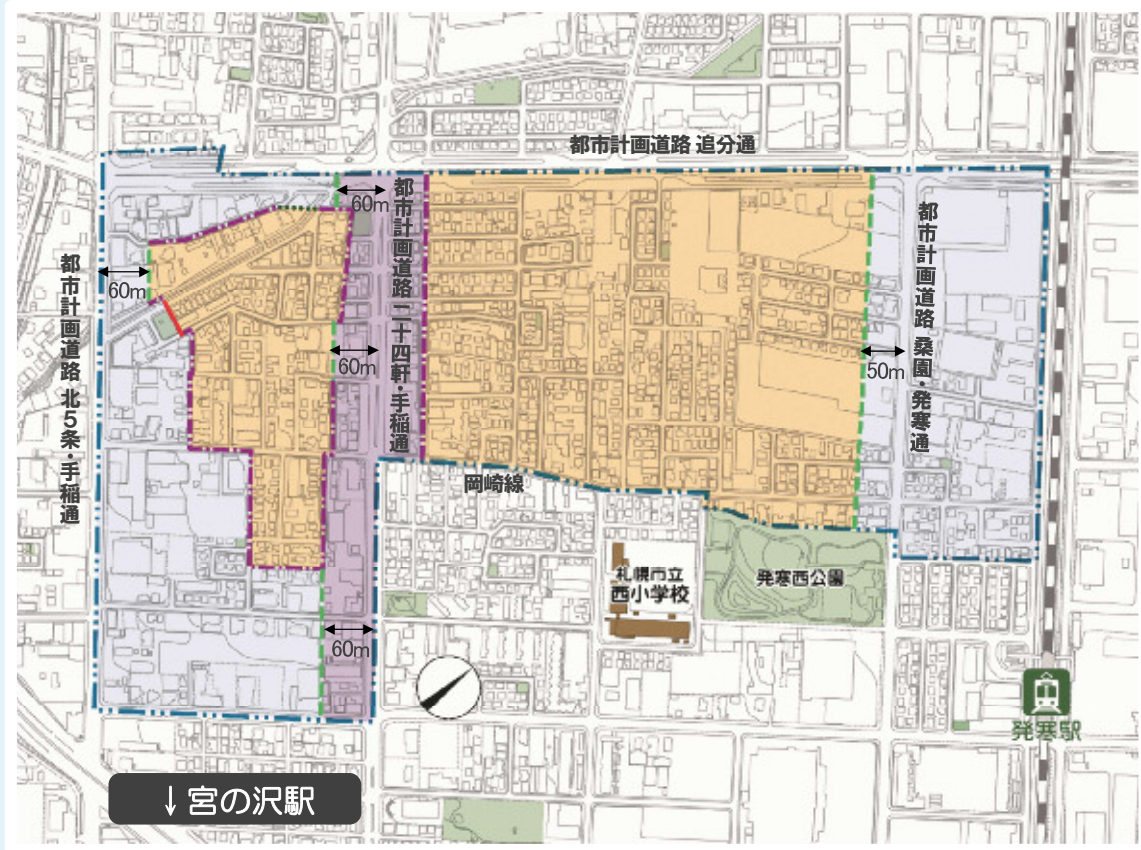 都市計画道路 追分通
60m
都市計画道路 二十四軒・手稲通
都市計画道路 桑園・発寒通
60m
都市計画道路 北5条・手稲通
60m
50m
岡崎線
札幌市立
西小学校
発寒西公園
60m
発寒駅
↓宮の沢駅